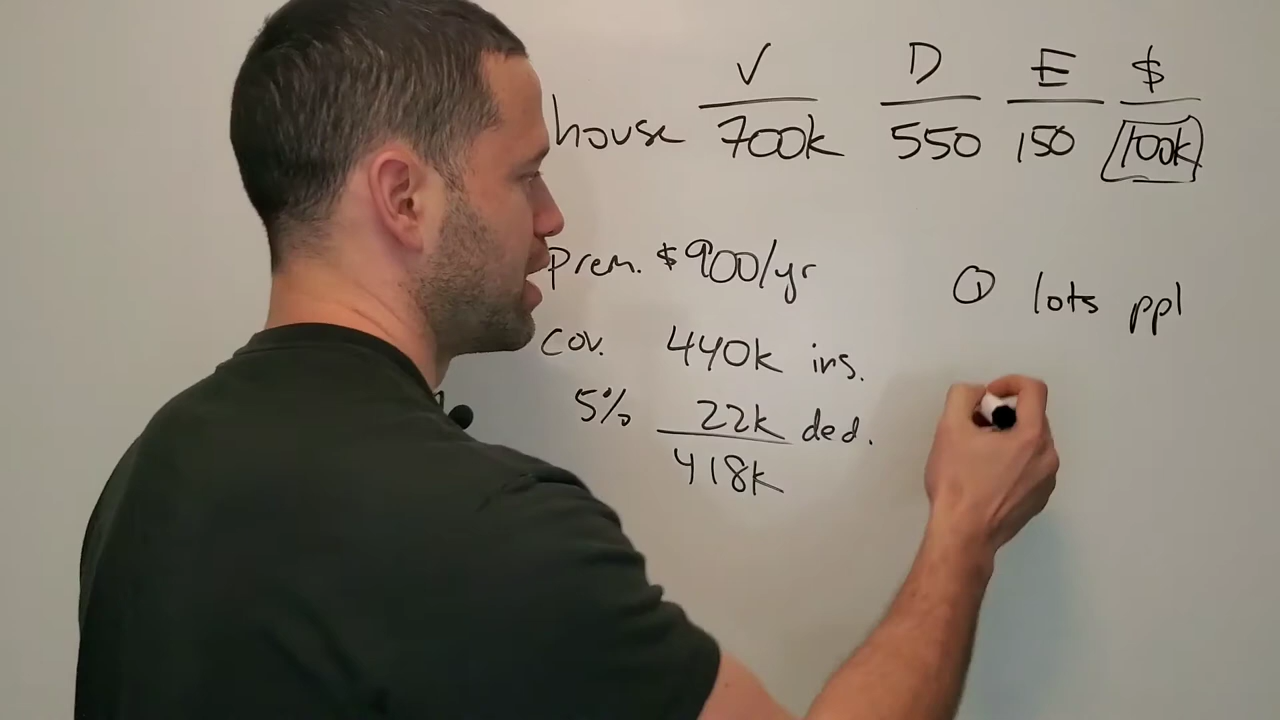 V D E $
house 700k 550 150 100k
Prem. $900/yr
① lots ppl
cov. 440k ins.
5% 22k ded.
418k